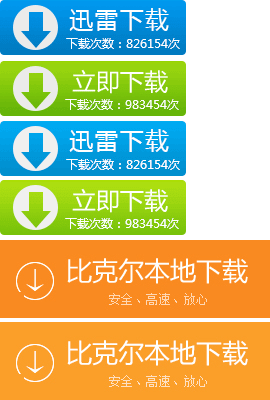 迅雷下载
下载次数：826154次
立即下载
下载次数：983454次
迅雷下载
下载次数：826154次
立即下载
下载次数：983454次
比克尔本地下载
安全、高速、放心
比克尔本地下载
安全、高速、放心